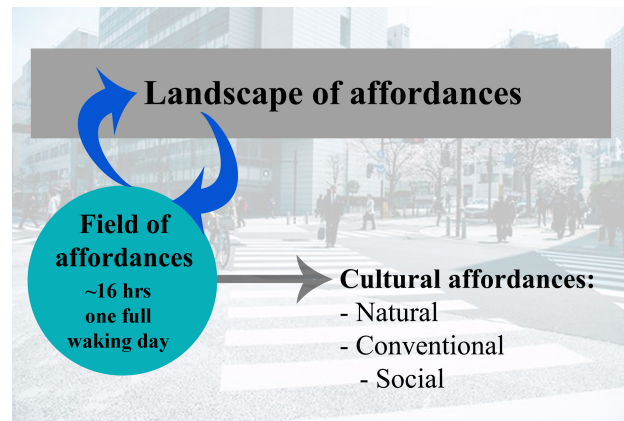 Landscape of affordances
Field of
affordances
~16 hrs
one full
waking day
Cultural affordances:
- Natural
- Conventional
- Social